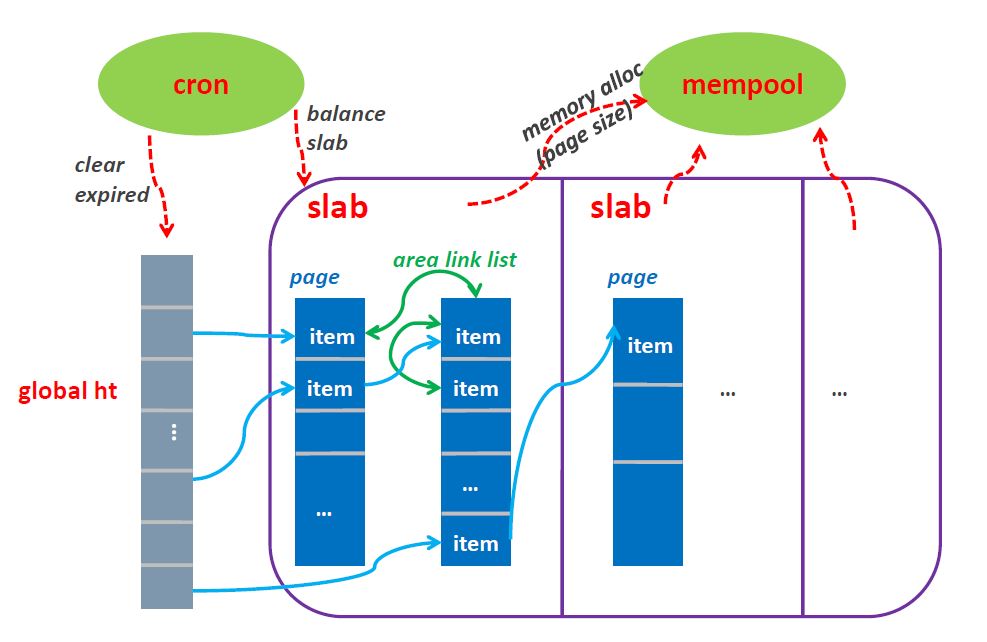 cron
mempool
memory alloc
(page size)
balance
slab
clear
expired
slab
slab
page
area link list
page
item
item
item
item
item
global ht
...
...
...
...
...
item